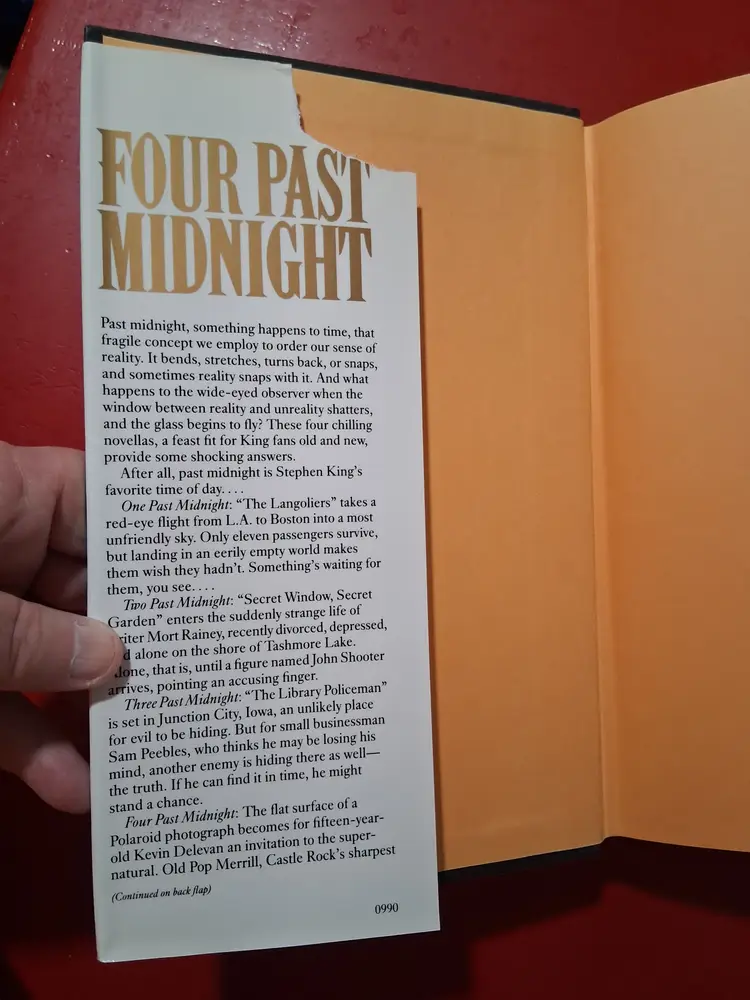 FOUR PAST
MIDNIGHT
Past midnight, something happens to time, that
fragile concept we employ to order our sense of
reality. It bends, stretches, turns back, or snaps,
and sometimes reality snaps with it. And what
happens to the wide-eyed observer when the
window between reality and unreality shatters,
and the glass begins to fly? These four chilling
novellas, a feast fit for King fans old and new,
provide some shocking answers.
After all, past midnight is Stephen King's
favorite time of day. . . .
One Past Midnight: "The Langoliers" takes a
red-eye flight from L.A. to Boston into a most
unfriendly sky. Only eleven passengers survive,
but landing in an eerily empty world makes
them wish they hadn't. Something's waiting for
them, you see. . . .
Two Past Midnight: "Secret Window, Secret
Garden" enters the suddenly strange life of
writer Mort Rainey, recently divorced, depressed,
and alone on the shore of Tashmore Lake.
Alone, that is, until a figure named John Shooter
arrives, pointing an accusing finger.
Three Past Midnight: "The Library Policeman"
is set in Junction City, Iowa, an unlikely place
for evil to be hiding. But for small businessman
Sam Peebles, who thinks he may be losing his
mind, another enemy is hiding there as well—
the truth. If he can find it in time, he might
stand a chance.
Four Past Midnight: The flat surface of a
Polaroid photograph becomes for fifteen-year-
old Kevin Delevan an invitation to the super-
natural. Old Pop Merrill, Castle Rock's sharpest
(Continued on back flap)
0990